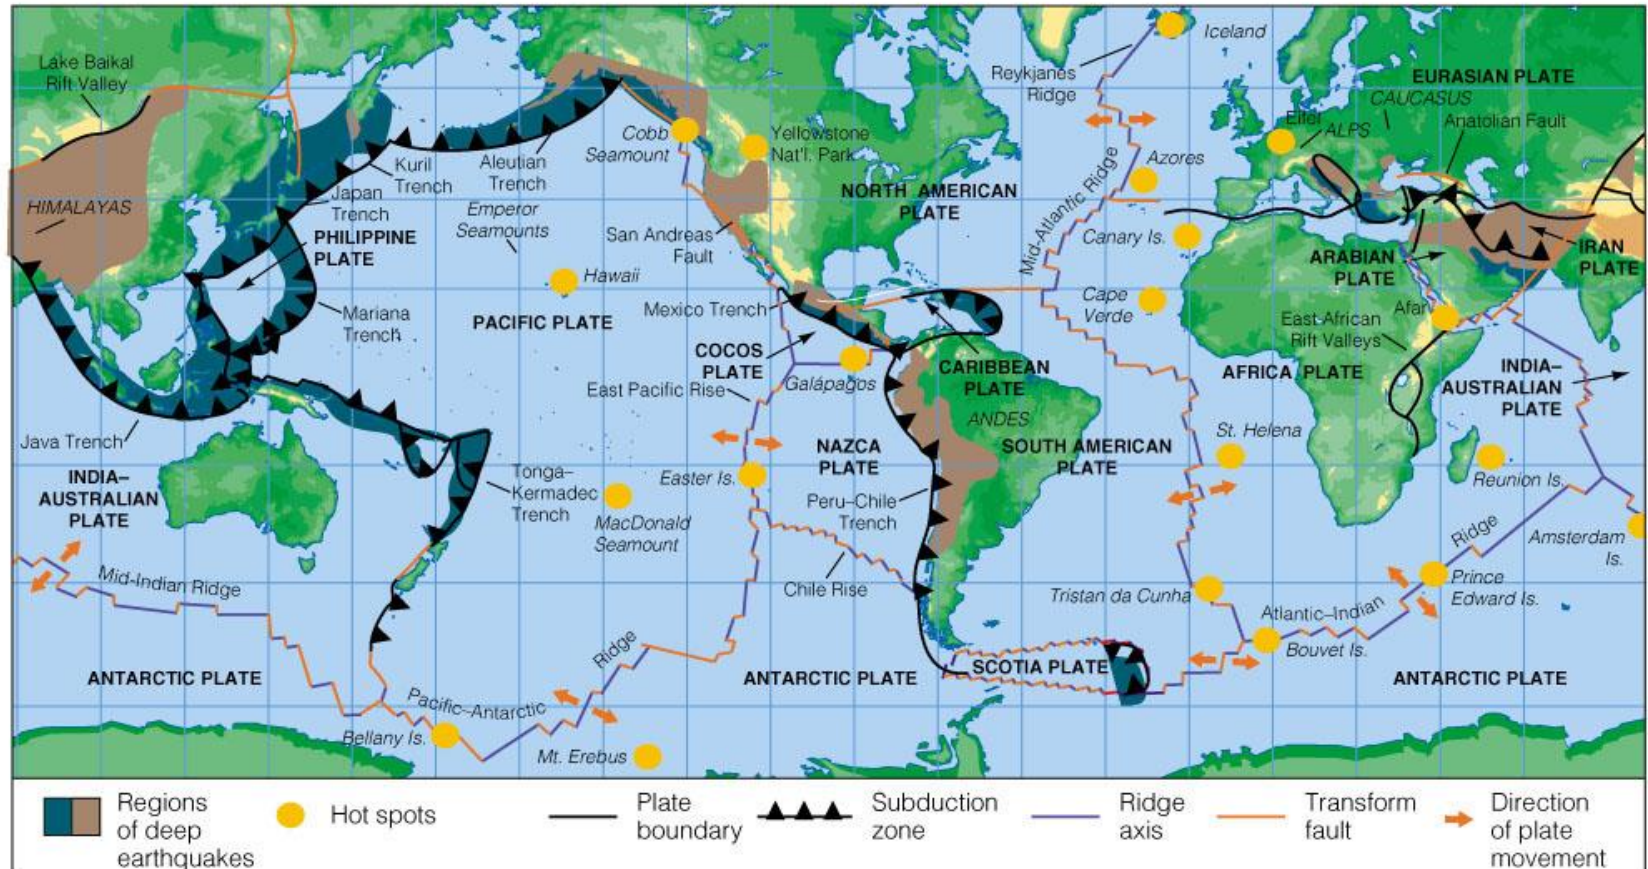 Iceland
Lake Baikal
Rift Valley
Reykjanes
Ridge
EURASIAN PLATE
CAUCASUS
Eifel
ALPS
Anatolian Fault
Cobb
Seamount
Yellowstone
Nat'l. Park
Kuril
Trench
Aleutian
Trench
Azores
Japan
Trench
NORTH AMERICAN
PLATE
Mid-Atlantic Ridge
HIMALAYAS
Emperor
Seamounts
PHILIPPINE
PLATE
San Andreas
Fault
Canary Is.
ARABIAN
PLATE
IRAN
PLATE
Hawaii
Mariana
Trench
Mexico Trench
Cape
Verde
Afar
East-African
Rift Valleys
PACIFIC PLATE
COCOS
PLATE
CARIBBEAN
PLATE
AFRICA PLATE
INDIA–
AUSTRALIAN
PLATE
Galápagos
East Pacific Rise
ANDES
Java Trench
NAZCA
PLATE
SOUTH AMERICAN
PLATE
St. Helena
INDIA–
AUSTRALIAN
PLATE
Tonga–
Kermadec
Trench
Easter Is.
Reunion Is.
Peru–Chile
Trench
MacDonald
Seamount
Ridge
Amsterdam
Is.
Mid-Indian Ridge
Chile Rise
Tristan da Cunha
Atlantic–Indian
Prince
Edward Is.
Ridge
Bouvet Is.
ANTARCTIC PLATE
ANTARCTIC PLATE
SCOTIA PLATE
ANTARCTIC PLATE
Pacific–Antarctic
Bellany Is.
Mt. Erebus
Regions
of deep
earthquakes
Hot spots
Plate
boundary
Subduction
zone
Ridge
axis
Transform
fault
Direction
of plate
movement